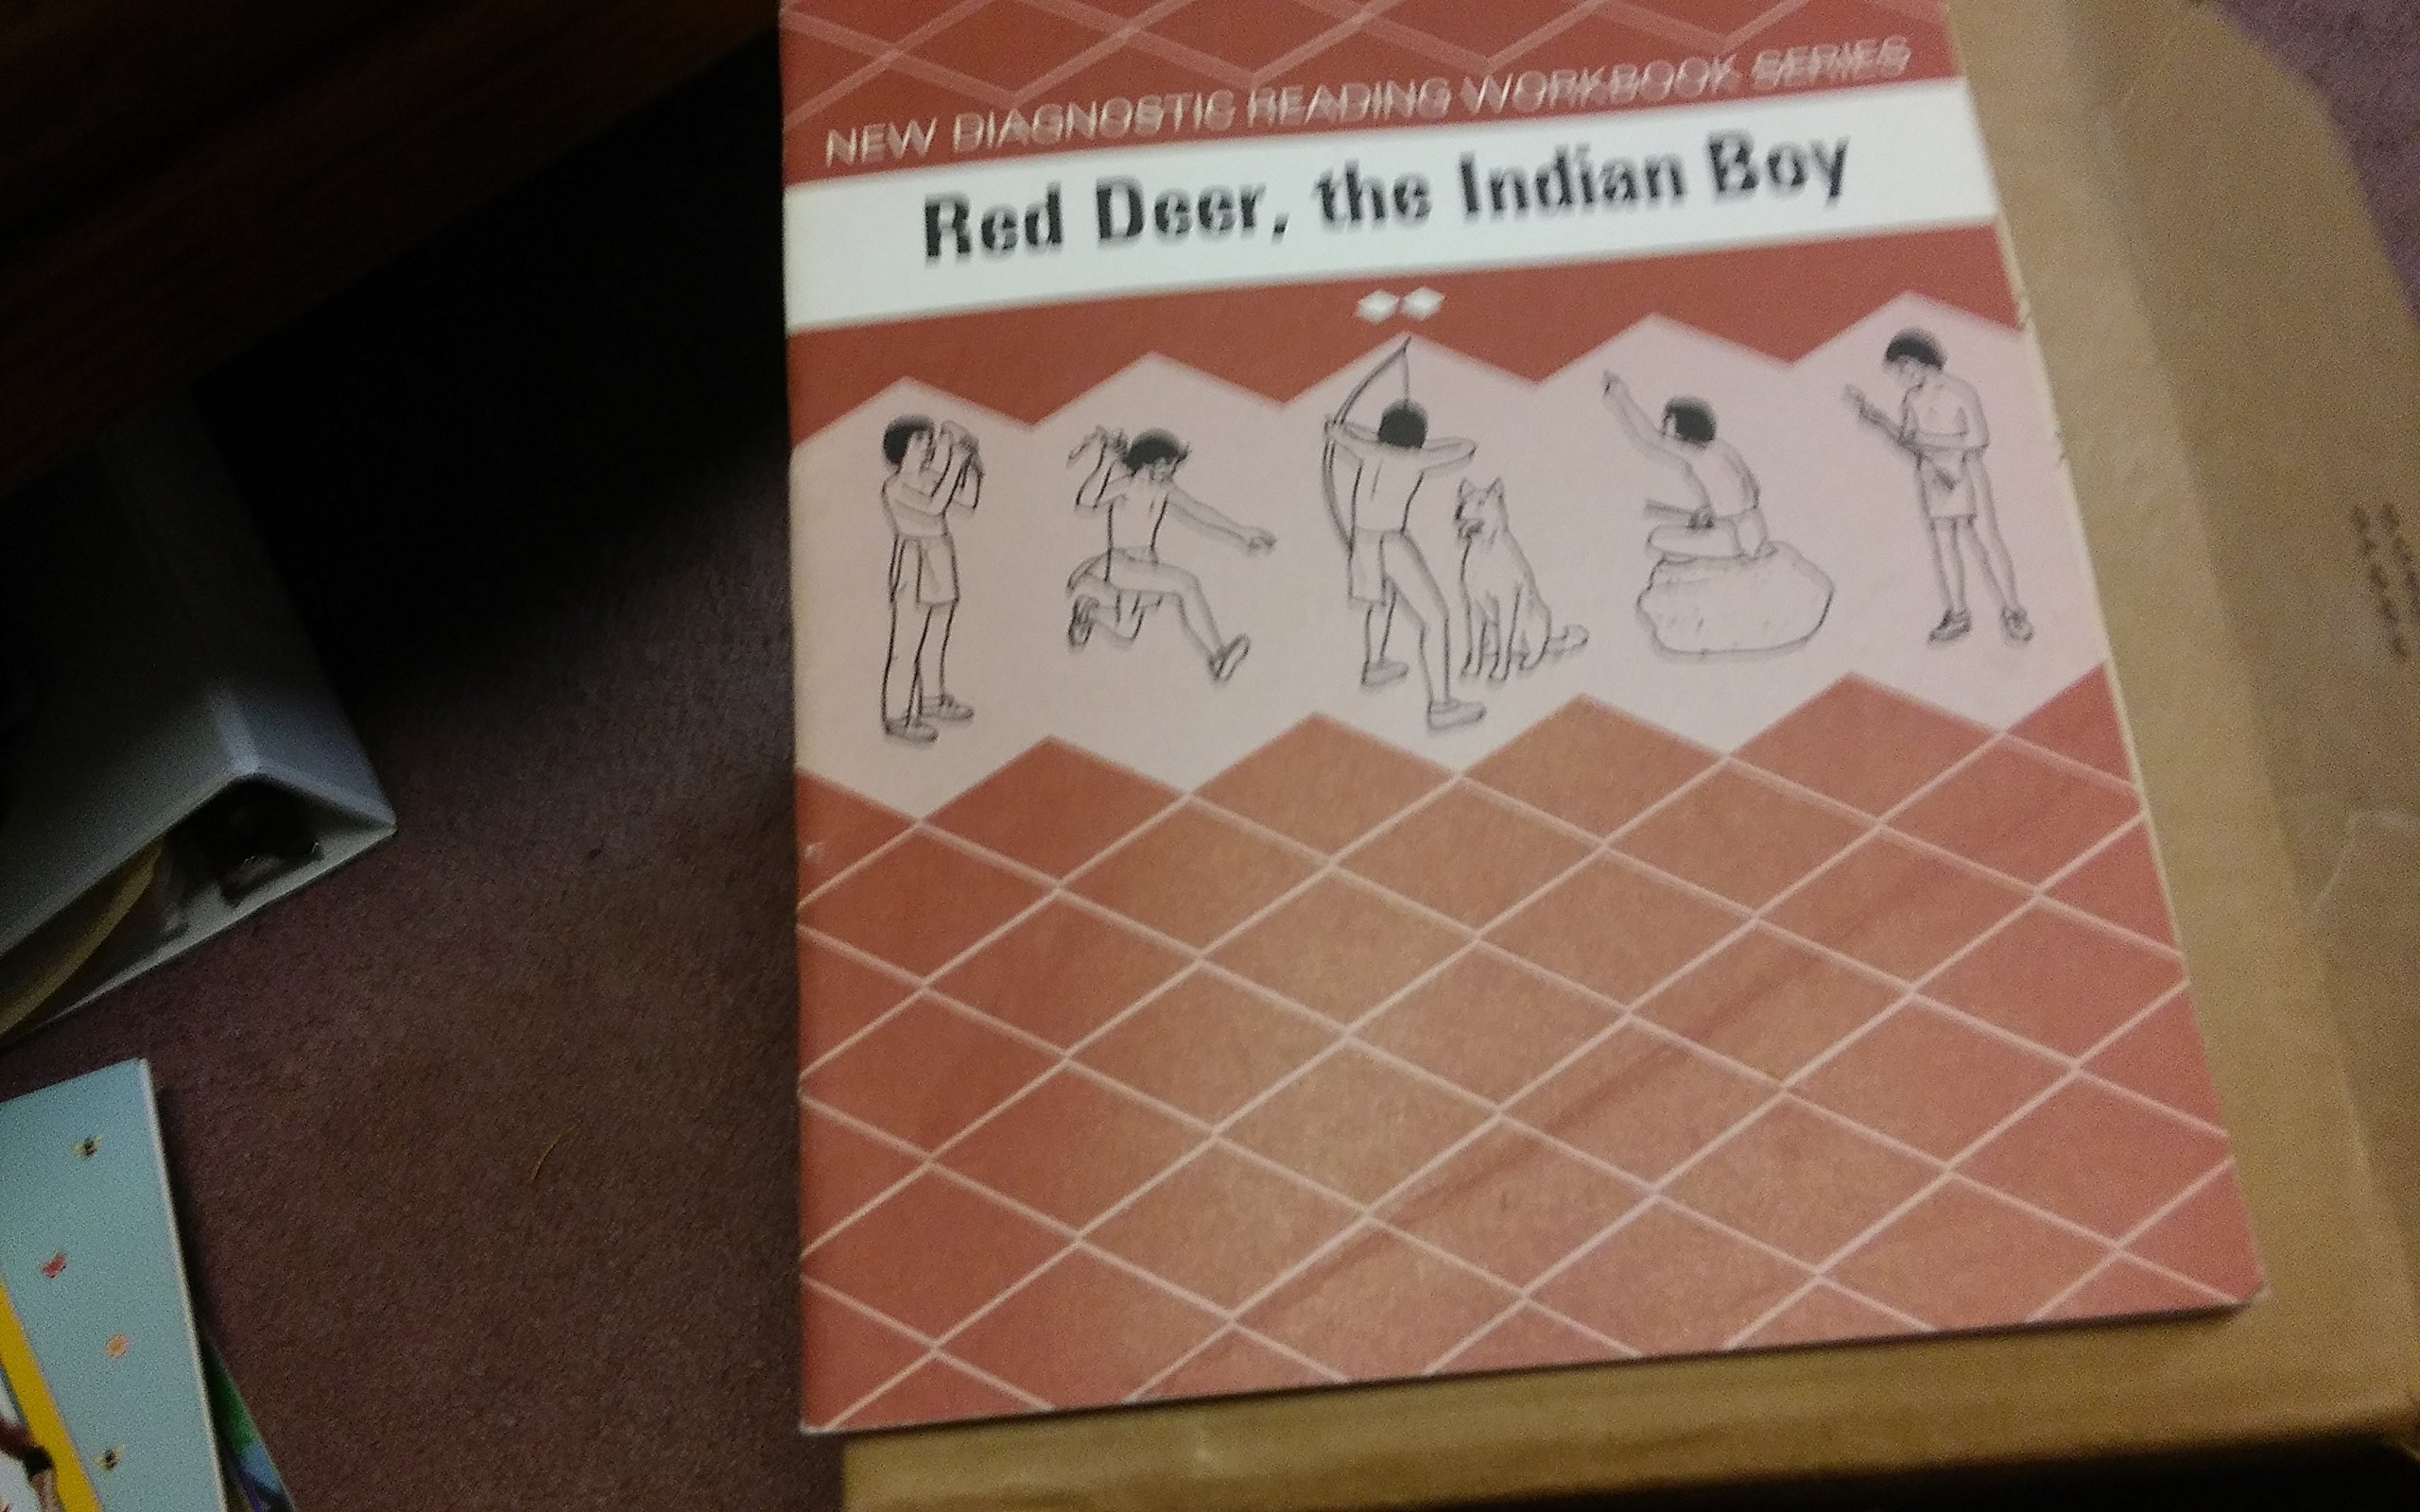 NEW DIAGNOSTIC READING WORKBOOK SERIES
Red Deer, the Indian Boy